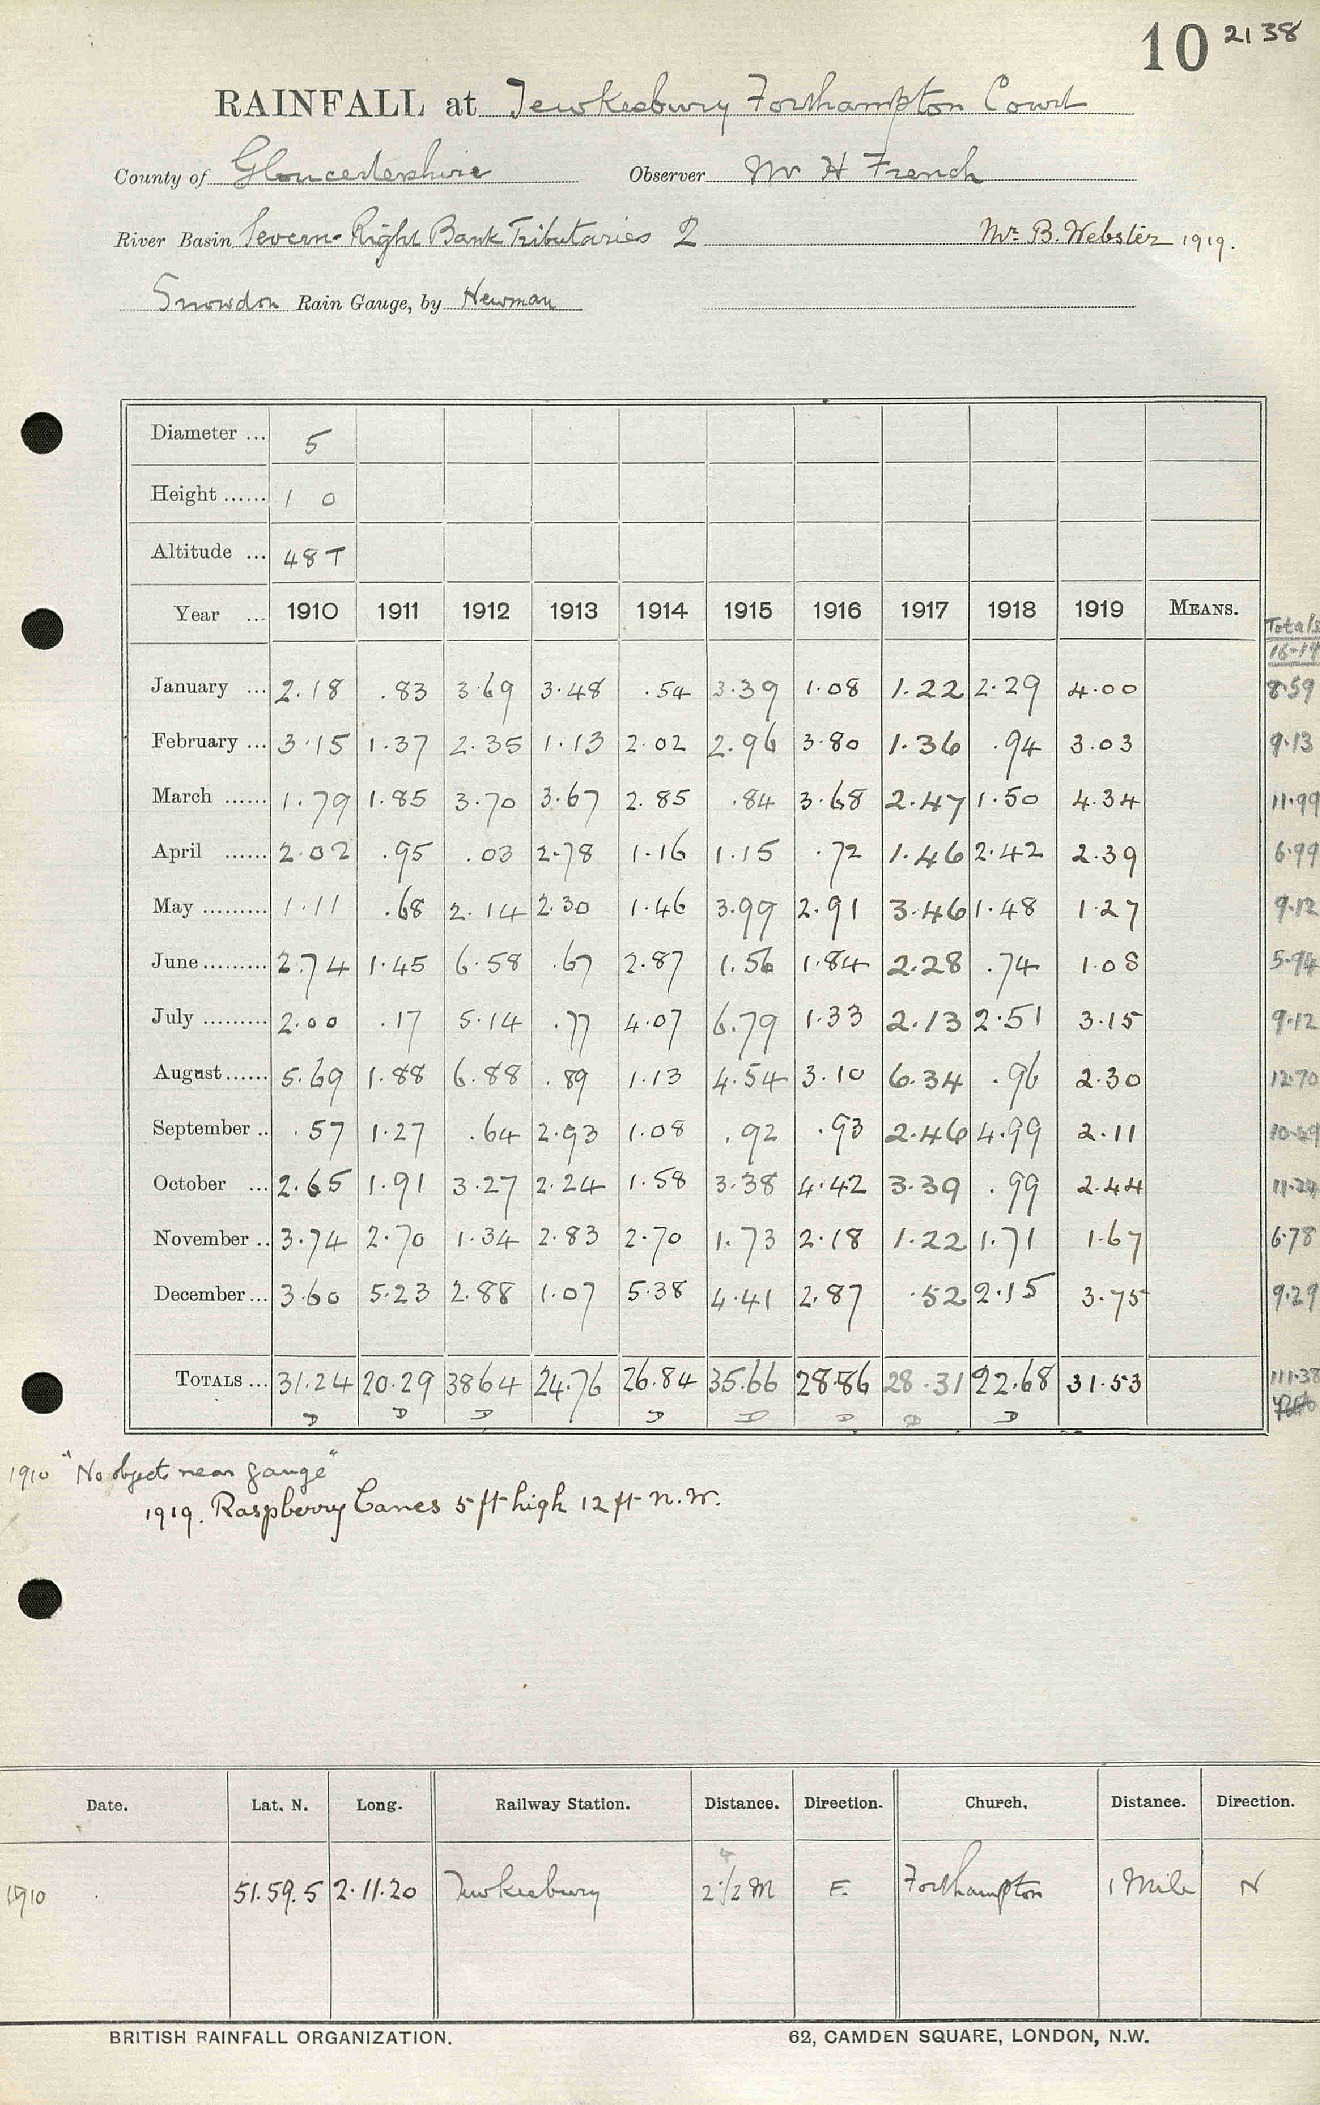 10 2138
RAINFALL at Tewkesbury Forthampton Court
County of Gloucestershire Observer Mr H French
River Basin Severn-Right Bank Tributaries 2 Mr. B. Webster 1919.
Snowdon Rain Gauge, by Newman
Diameter ... 5
Height ...... 1 0
Altitude ... 48 T
Year ... 1910 1911 1912 1913 1914 1915 1916 1917 1918 1919 MEANS. Totals
16-19
January ... 2.18 .83 3.69 3.48 .54 3.39 1.08 1.22 2.29 4.00 8.59
February ... 3.15 1.37 2.35 1.13 2.02 2.96 3.80 1.36 .94 3.03 9.13
March ...... 1.79 1.85 3.70 3.67 2.85 .84 3.68 2.47 1.50 4.34 11.99
April ...... 2.02 .95 .03 2.78 1.16 1.15 .72 1.46 2.42 2.39 6.99
May ......... 1.11 .68 2.14 2.30 1.46 3.99 2.91 3.46 1.48 1.27 9.12
June ......... 2.74 1.45 6.58 .67 2.87 1.56 1.84 2.28 .74 1.08 5.94
July ......... 2.00 .17 5.14 .77 4.07 6.79 1.33 2.13 2.51 3.15 9.12
August ...... 5.69 1.88 6.88 .89 1.13 4.54 3.10 6.34 .96 2.30 12.70
September .. .57 1.27 .64 2.93 1.08 .92 .93 2.46 4.99 2.11 10.49
October ... 2.65 1.91 3.27 2.24 1.58 3.38 4.42 3.39 .99 2.44 11.24
November .. 3.74 2.70 1.34 2.83 2.70 1.73 2.18 1.22 1.71 1.67 6.78
December ... 3.60 5.23 2.88 1.07 5.38 4.41 2.87 .52 2.15 3.75 9.29
TOTALS ... 31.24 20.29 3864 24.76 26.84 35.66 28.86 28.31 22.68 31.53 111.38
D D D D D D D D
1910 "No objects near gauge"
1919. Raspberry Canes 5 ft high 12 ft N.W.
Date. Lat. N. Long. Railway Station. Distance. Direction. Church. Distance. Direction.
4
1910 51.59.5 2.11.20 Tewkesbury 2 1/2 M E. Forthampton 1 Mile N
BRITISH RAINFALL ORGANIZATION. 62, CAMDEN SQUARE, LONDON, N.W.